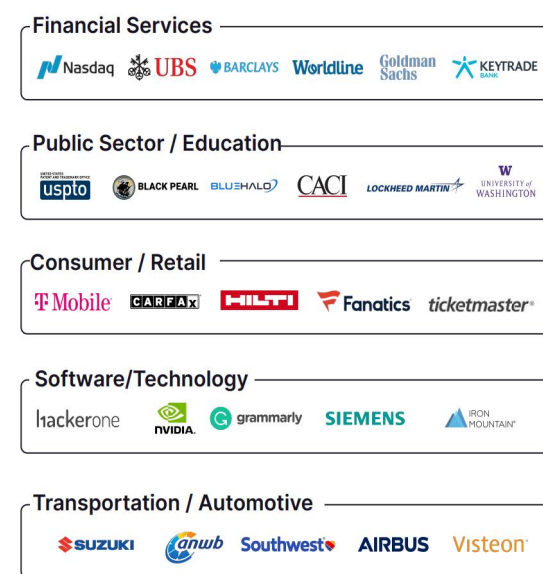 Financial Services
Nasdaq UBS BARCLAYS Worldline Goldman Sachs KEYTRADE BANK
Public Sector / Education
UNITED STATES PATENT AND TRADEMARK OFFICE uspto BLACK PEARL BLUEHALO CACI LOCKHEED MARTIN W UNIVERSITY of WASHINGTON
Consumer / Retail
T Mobile CARFAX HILTI Fanatics ticketmaster®
Software/Technology
hackerone NVIDIA. grammarly SIEMENS IRON MOUNTAIN®
Transportation / Automotive
SUZUKI anwb Southwest AIRBUS Visteon